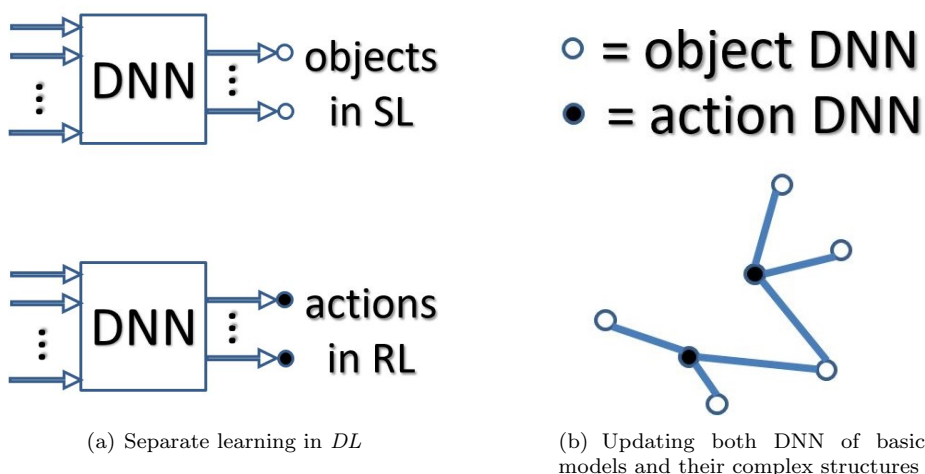 DNN
objects
in SL
DNN
actions
in RL
(a) Separate learning in DL
= object DNN
= action DNN
(b) Updating both DNN of basic
models and their complex structures